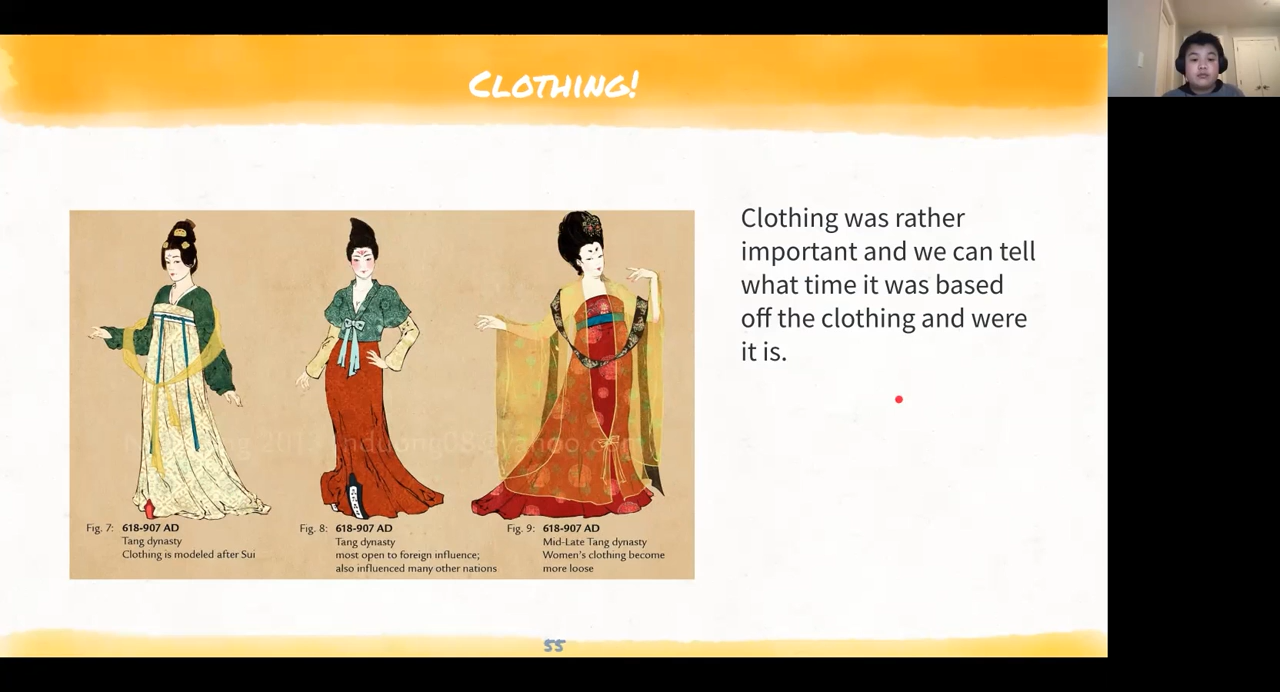 CLOTHING!
Clothing was rather
important and we can tell
what time it was based
off the clothing and were
it is.
Fig. 7: 618-907 AD
Tang dynasty
Clothing is modeled after Sui
Fig. 8: 618-907 AD
Tang dynasty
most open to foreign influence;
also influenced many other nations
Fig. 9: 618-907 AD
Mid-Late Tang dynasty
Women's clothing become
more loose
55